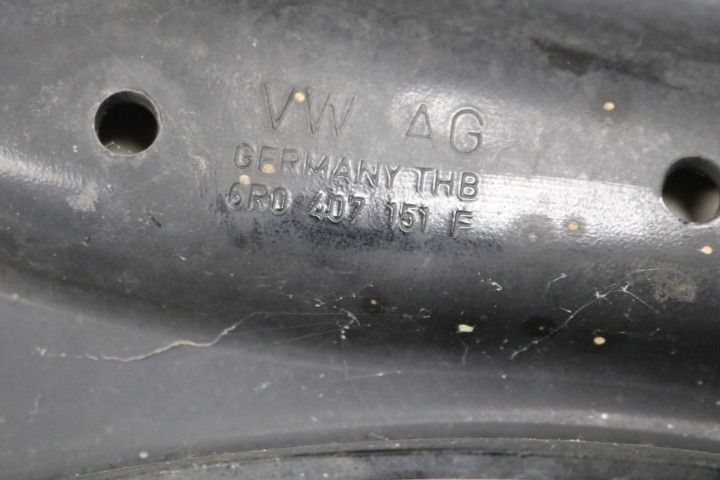 VW AG
GERMANY THB
6R0 407 151 F